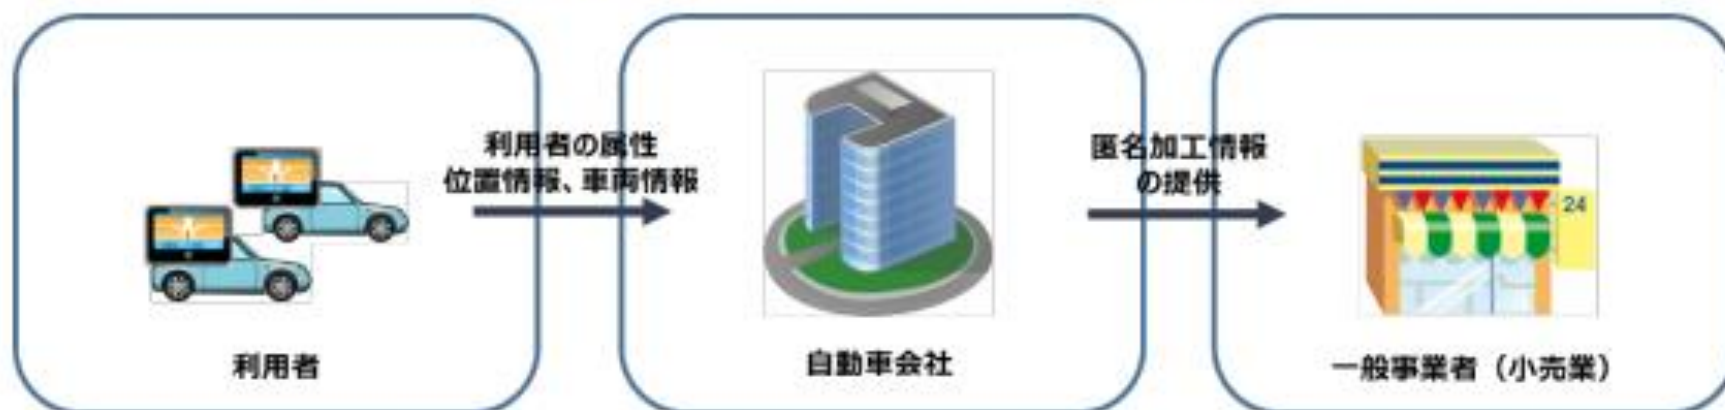 利用者の属性
位置情報、車両情報
匿名加工情報
の提供
24
利用者
自動車会社
一般事業者（小売業）